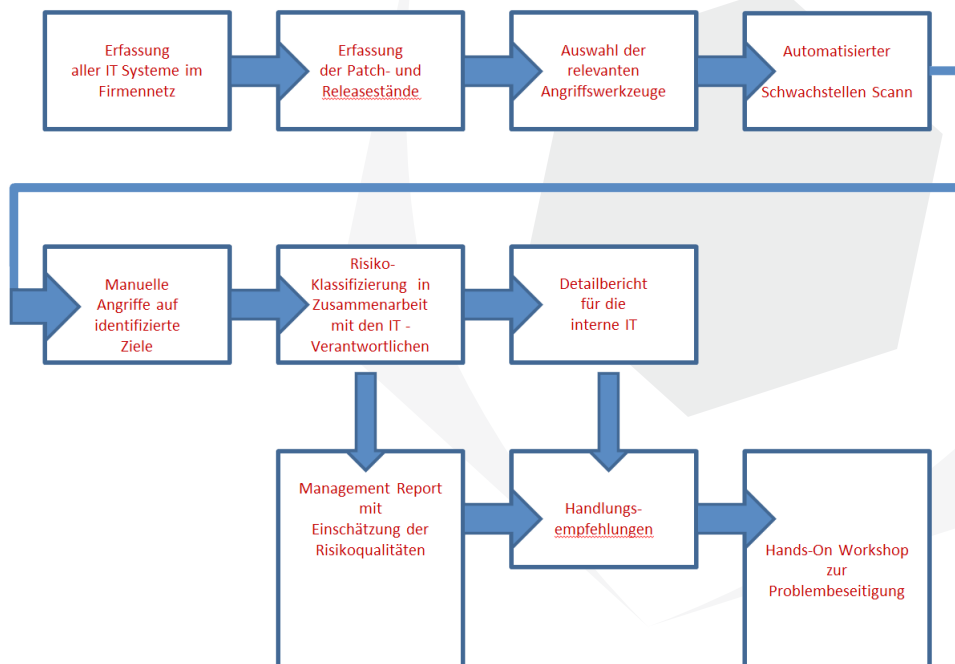 Erfassung
aller IT Systeme im
Firmennetz
Erfassung
der Patch- und
Releasestände
Auswahl der
relevanten
Angriffswerkzeuge
Automatisierter
Schwachstellen Scann
Manuelle
Angriffe auf
identifizierte
Ziele
Risiko-
Klassifizierung in
Zusammenarbeit
mit den IT -
Verantwortlichen
Detailbericht
für die
interne IT
Management Report
mit
Einschätzung der
Risikoqualitäten
Handlungs-
empfehlungen
Hands-On Workshop
zur
Problembeseitigung